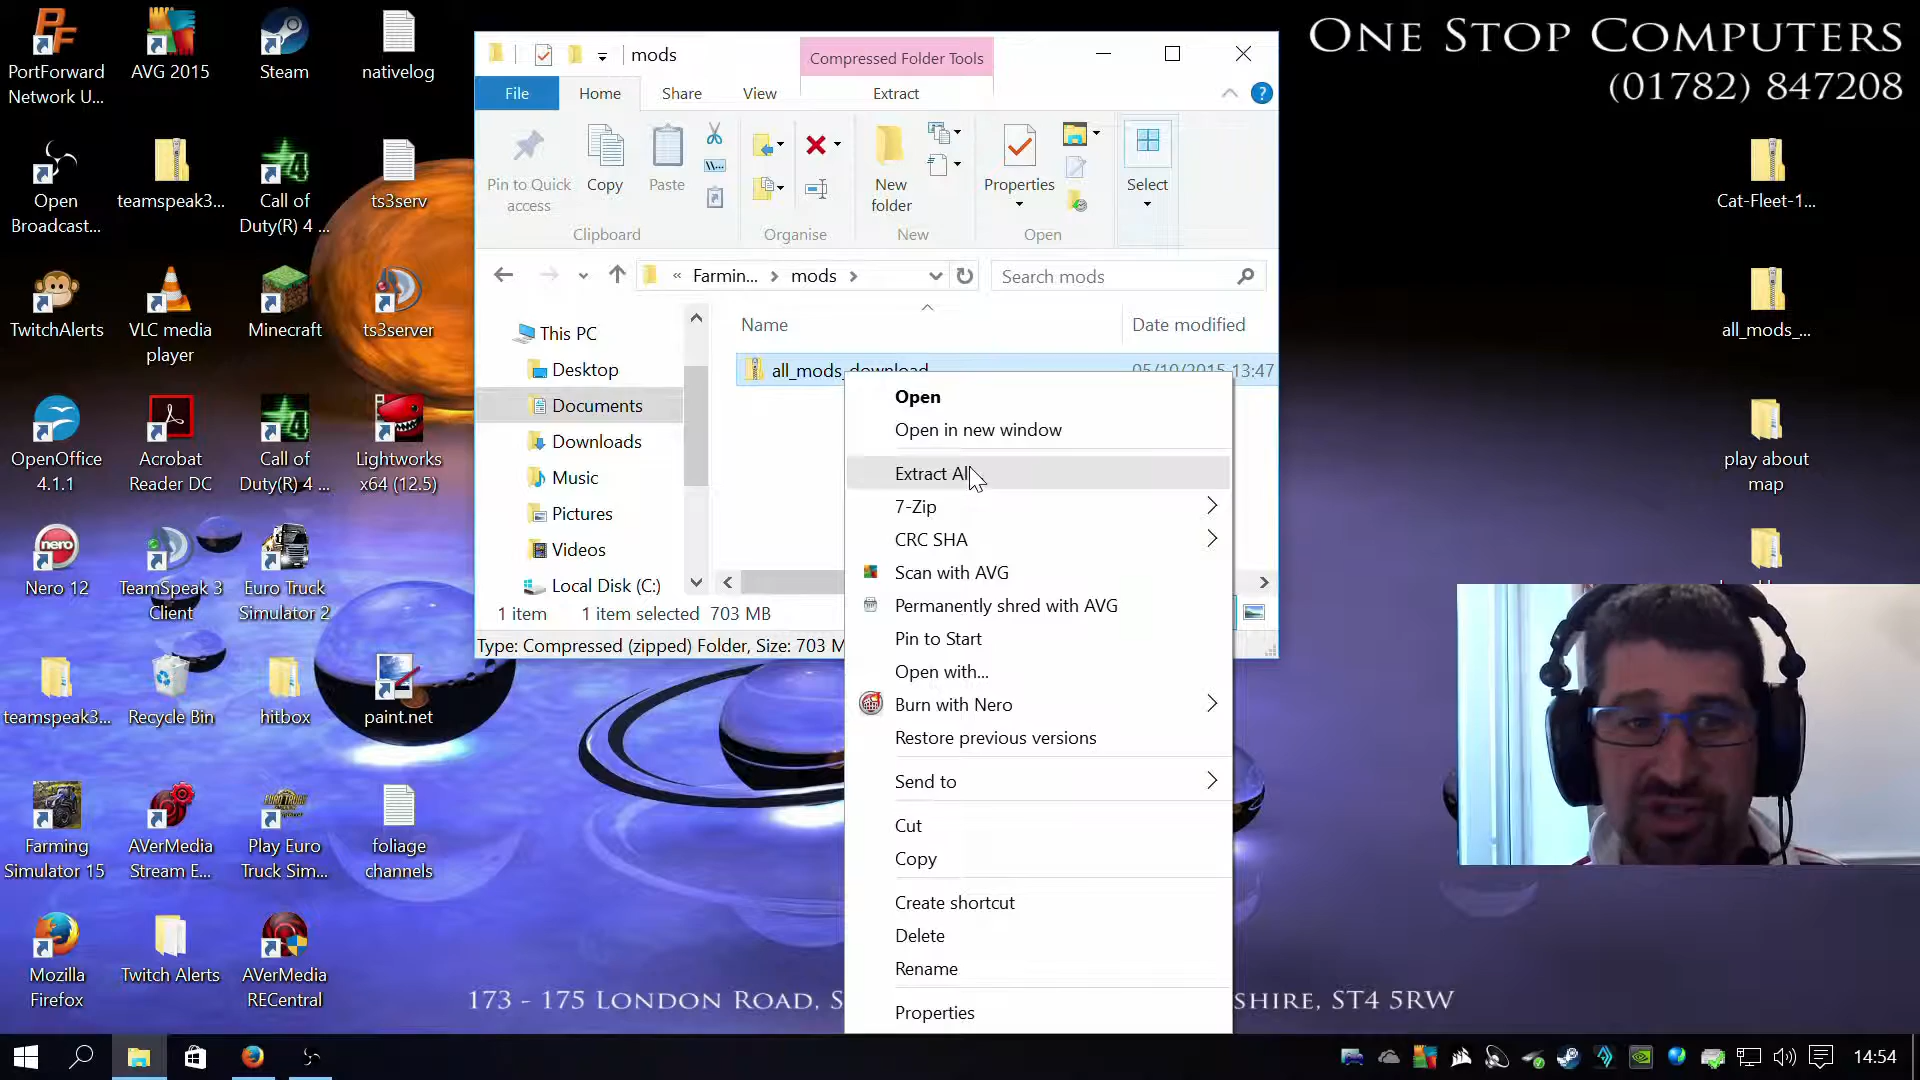 PortForward
Network U...
AVG 2015
Steam
nativelog
Open
Broadcast...
teamspeak3...
Call of
Duty(R) 4 ...
ts3serv
TwitchAlerts
VLC media
player
Minecraft
ts3server
OpenOffice
4.1.1
Acrobat
Reader DC
Call of
Duty(R) 4 ...
Lightworks
x64 (12.5)
nero
Nero 12
TeamSpeak 3
Client
Euro Truck
Simulator 2
teamspeak3...
Recycle Bin
hitbox
paint.net
Farming
Simulator 15
AVerMedia
Stream E...
Play Euro
Truck Sim...
foliage
channels
Mozilla
Firefox
Twitch Alerts
AVerMedia
RECentral
mods
Compressed Folder Tools
File
Home
Share
View
Extract
Pin to Quick
access
Copy
Paste
New
folder
Properties
Select
Clipboard
Organise
New
Open
« Farmin... > mods >
Search mods
Name
Date modified
This PC
Desktop
Documents
Downloads
Music
Pictures
Videos
Local Disk (C:)
all_mods_download
05/10/2015 13:47
1 item
1 item selected 703 MB
Type: Compressed (zipped) Folder, Size: 703 M
Open
Open in new window
Extract All
7-Zip
CRC SHA
Scan with AVG
Permanently shred with AVG
Pin to Start
Open with...
Burn with Nero
Restore previous versions
Send to
Cut
Copy
Create shortcut
Delete
Rename
Properties
One Stop Computers
(01782) 847208
Cat-Fleet-1...
all_mods_...
play about
map
173 - 175 London Road, S
shire, ST4 5RW
14:54